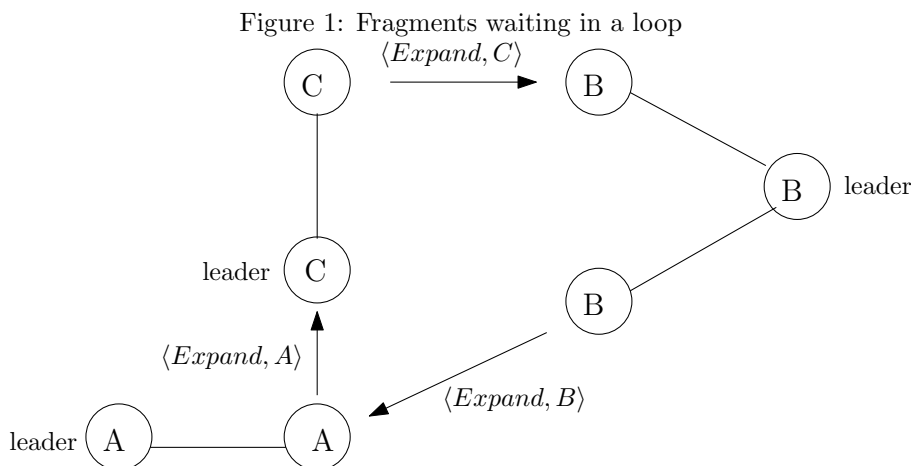 Figure 1: Fragments waiting in a loop
⟨Expand, C⟩
C
B
B
leader
leader
C
B
⟨Expand, A⟩
⟨Expand, B⟩
leader
A
A